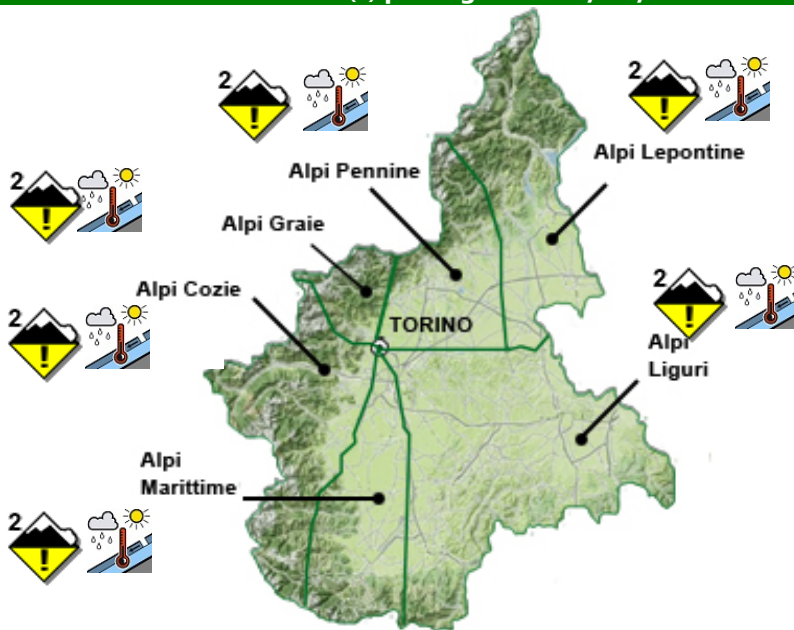 2
2
Alpi Lepontine
Alpi Pennine
2
Alpi Graie
2
Alpi Cozie
2
TORINO
Alpi
Liguri
Alpi
Marittime
2